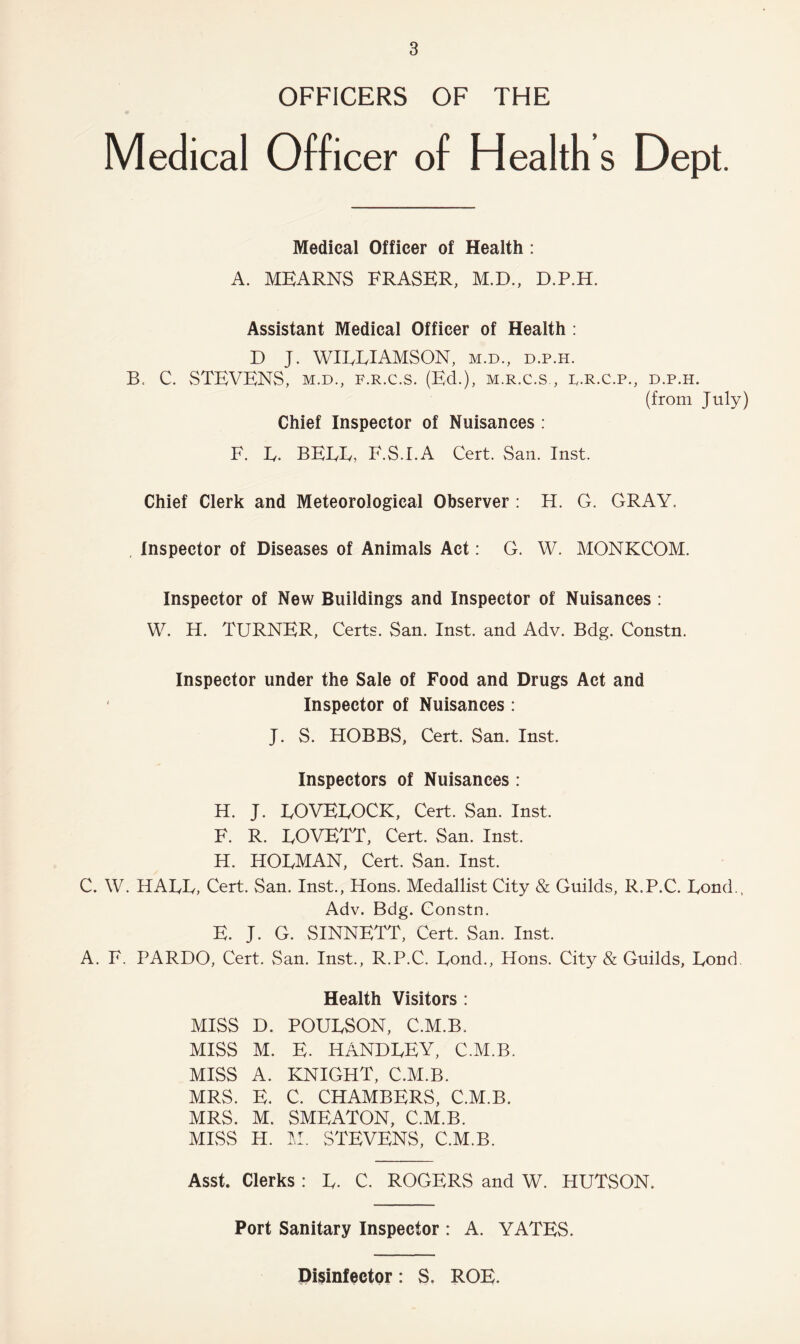 3
OFFICERS OF THE
Medical Officer of Health's Dept.
Medical Officer of Health :
A. MEARNS FRASER, M.D., D.P.H.
Assistant Medical Officer of Health :
D J. WILLIAMSON, M.D., D.P.H.
B. C. STEVENS, M.D., F.R.C.S. (Ed.), M.R.C.S., L.R.C.P., D.P.H.
(from July)
Chief Inspector of Nuisances :
F. L. BELL, F.S.I.A Cert. San. Inst.
Chief Clerk and Meteorological Observer : H. G. GRAY.
Inspector of Diseases of Animals Act : G. W. MONKCOM.
Inspector of New Buildings and Inspector of Nuisances :
W. H. TURNER, Certs. San. Inst. and Adv. Bdg. Constn.
Inspector under the Sale of Food and Drugs Act and
Inspector of Nuisances :
J. S. HOBBS, Cert. San. Inst.
Inspectors of Nuisances :
H. J. LOVELOCK, Cert. San. Inst.
F. R. LOVETT, Cert. San. Inst.
H. HOLMAN, Cert. San. Inst.
C. W. HALL, Cert. San. Inst., Hons. Medallist City & Guilds, R.P.C. Lond.,
Adv. Bdg. Constn.
E. J. G. SINNETT, Cert. San. Inst.
A. F. PARDO, Cert. San. Inst., R.P.C. Lond., Hons. City & Guilds, Lond.
Health Visitors :
MISS D. POULSON, C.M.B.
MISS M. E. HANDLEY, C.M.B.
MISS A. KNIGHT, C.M.B.
MRS. E. C. CHAMBERS, C.M.B.
MRS. M. SMEATON, C.M.B.
MISS H. M. STEVENS, C.M.B.
Asst. Clerks : L. C. ROGERS and W. HUTSON.
Port Sanitary Inspector : A. YATES.
Disinfector : S. ROE.